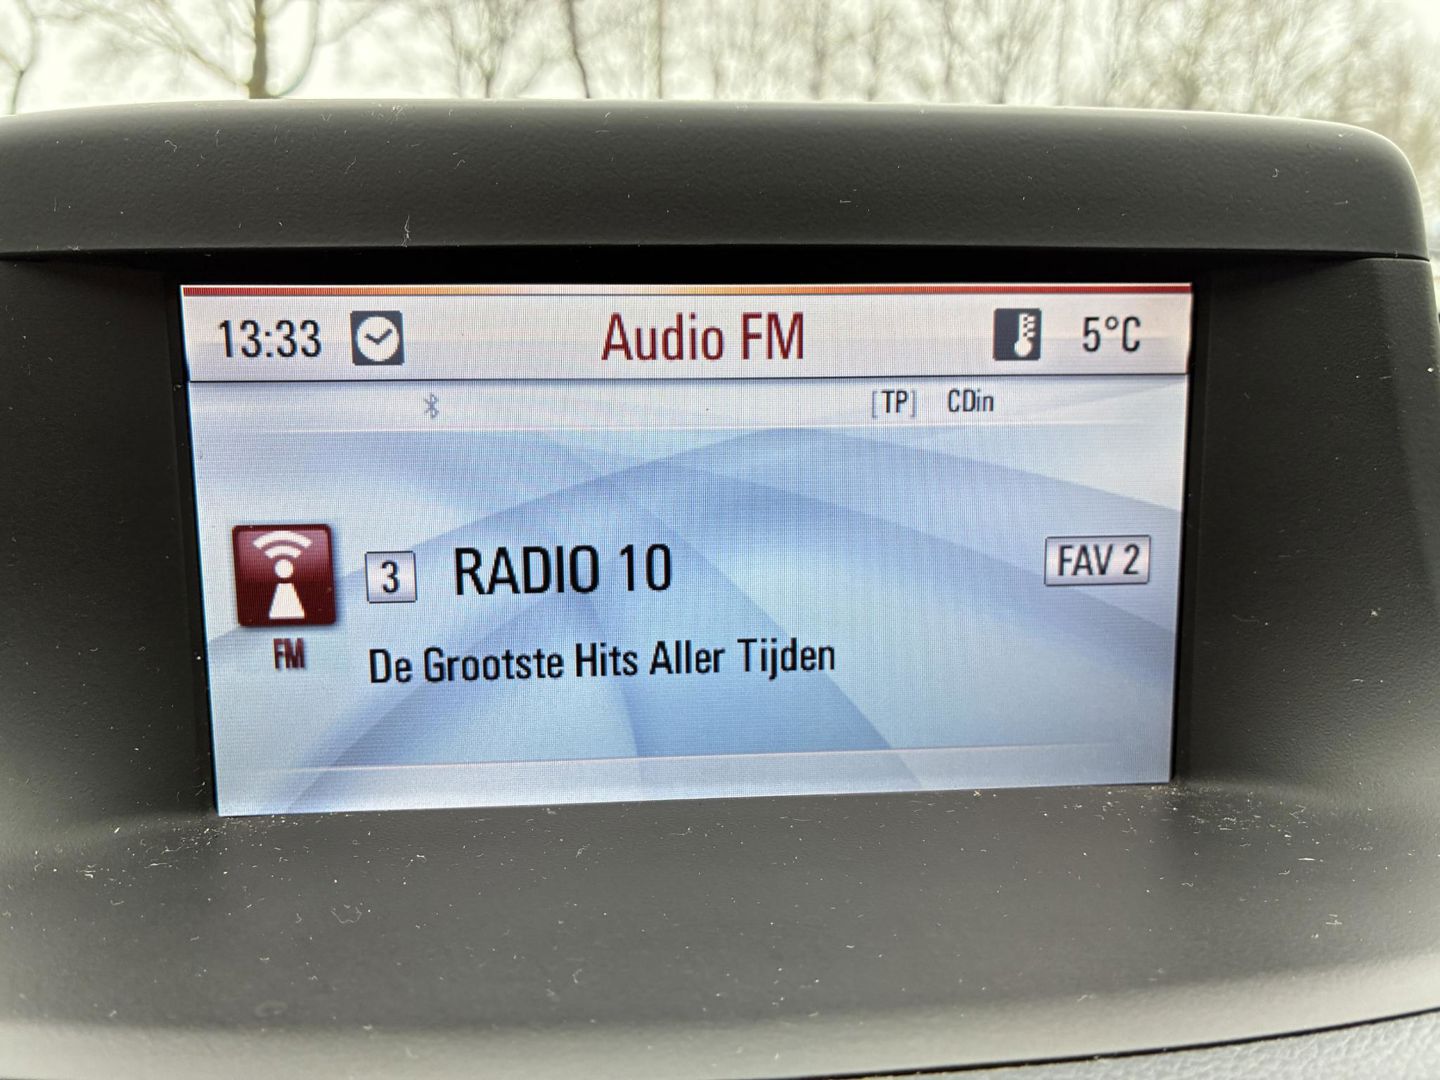 13:33 Audio FM 5°C
[TP] CDin
3 RADIO 10 FAV 2
FM De Grootste Hits Aller Tijden